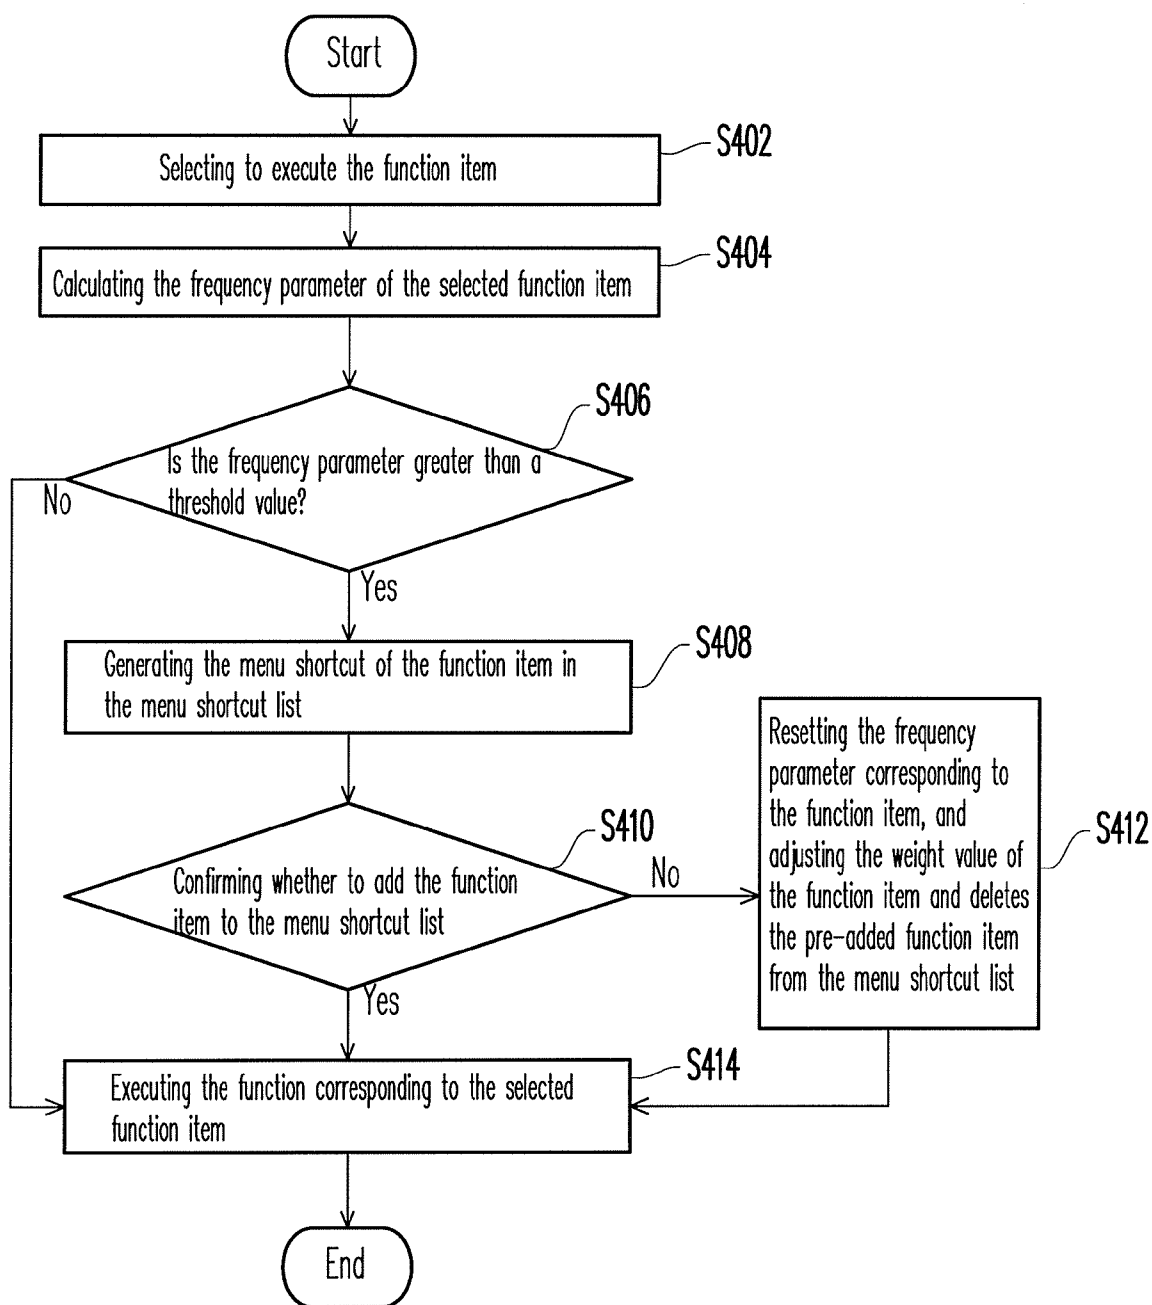 Start
S402
Selecting to execute the function item
S404
Calculating the frequency parameter of the selected function item
S406
Is the frequency parameter greater than a
threshold value?
No
Yes
S408
Generating the menu shortcut of the function item in
the menu shortcut list
S410
Confirming whether to add the function
item to the menu shortcut list
No
Yes
S412
Resetting the frequency
parameter corresponding to
the function item, and
adjusting the weight value of
the function item and deletes
the pre-added function item
from the menu shortcut list
S414
Executing the function corresponding to the selected
function item
End